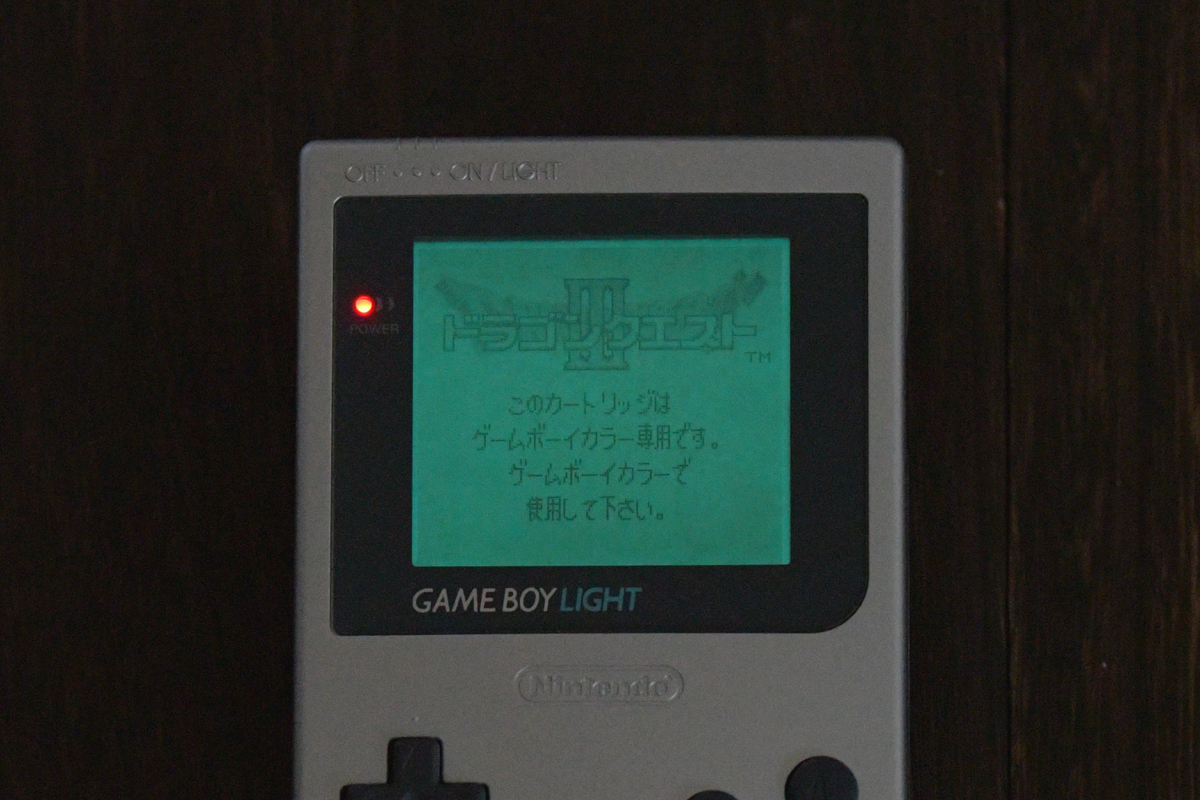 OFF ON/LIGHT
III
ドラゴンクエスト
TM
POWER
このカートリッジは
ゲームボーイカラー専用です。
ゲームボーイカラーで
使用して下さい。
GAME BOY LIGHT
Nintendo
A